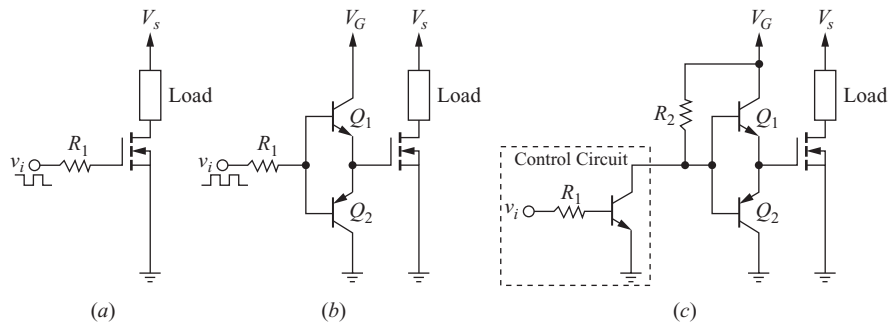 V_s
Load
R_1
v_i
(a)
V_G
V_s
Load
Q_1
R_1
v_i
Q_2
(b)
V_G
V_s
Load
R_2
Q_1
Control Circuit
R_1
v_i
Q_2
(c)